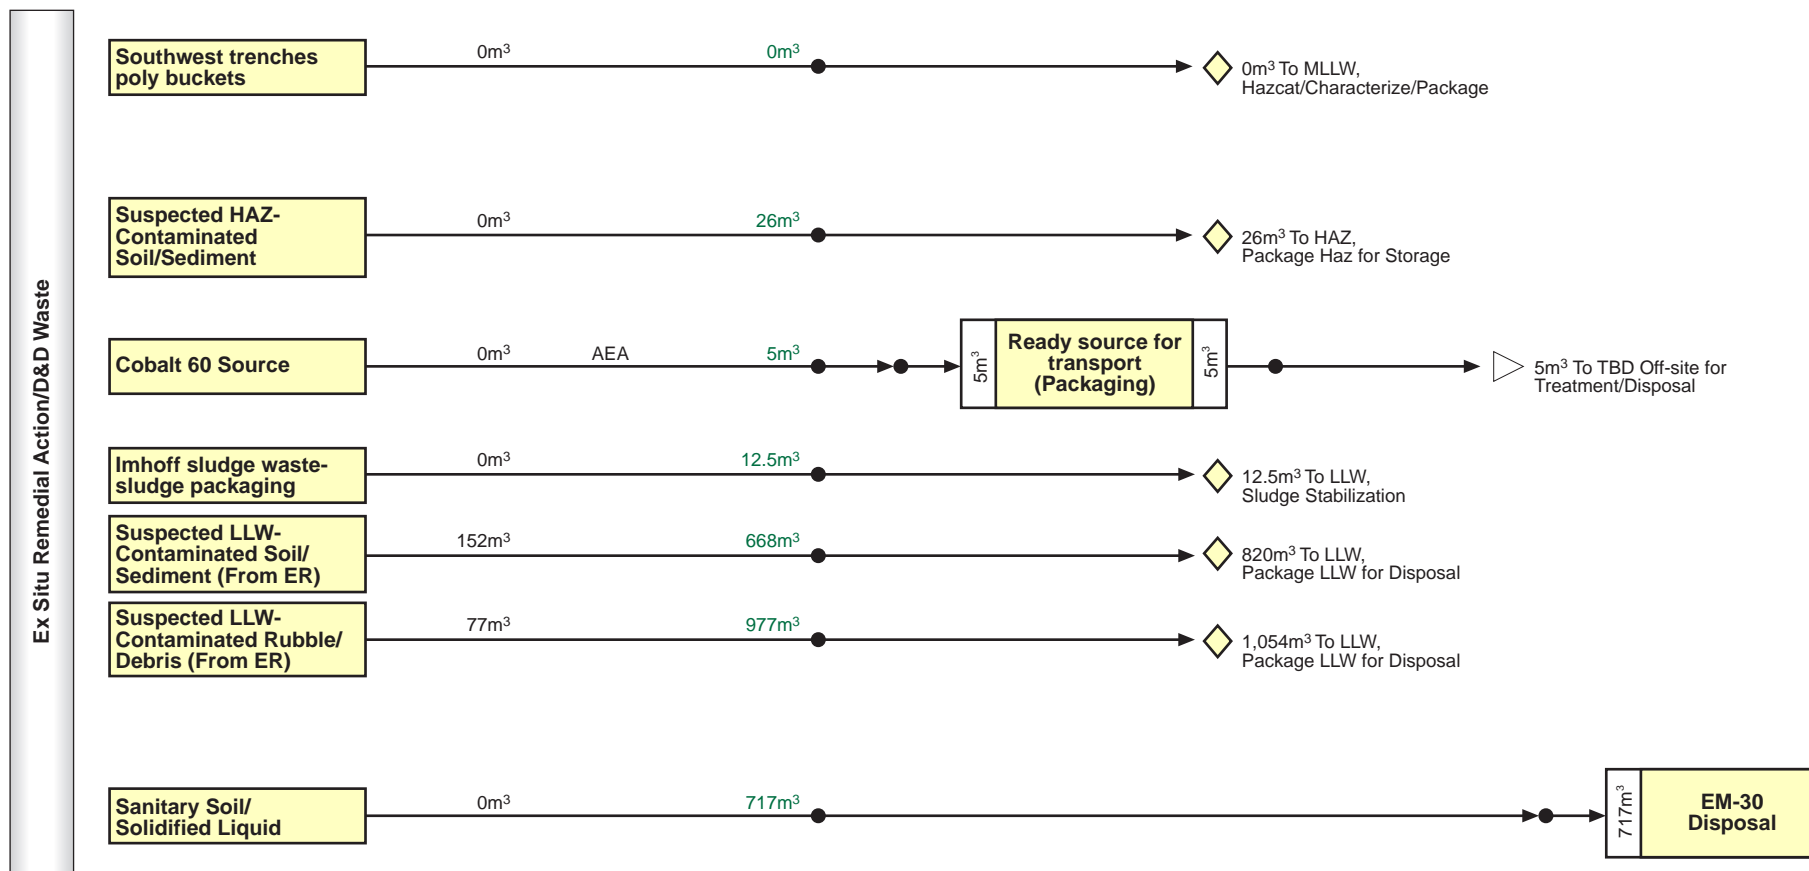 Ex Situ Remedial Action/D&D Waste
Southwest trenches
poly buckets
0m³
0m³
0m³ To MLLW,
Hazcat/Characterize/Package
Suspected HAZ-
Contaminated
Soil/Sediment
0m³
26m³
26m³ To HAZ,
Package Haz for Storage
Cobalt 60 Source
0m³
AEA
5m³
5m³
Ready source for
transport
(Packaging)
5m³
5m³ To TBD Off-site for
Treatment/Disposal
Imhoff sludge waste-
sludge packaging
0m³
12.5m³
12.5m³ To LLW,
Sludge Stabilization
Suspected LLW-
Contaminated Soil/
Sediment (From ER)
152m³
668m³
820m³ To LLW,
Package LLW for Disposal
Suspected LLW-
Contaminated Rubble/
Debris (From ER)
77m³
977m³
1,054m³ To LLW,
Package LLW for Disposal
Sanitary Soil/
Solidified Liquid
0m³
717m³
717m³
EM-30
Disposal